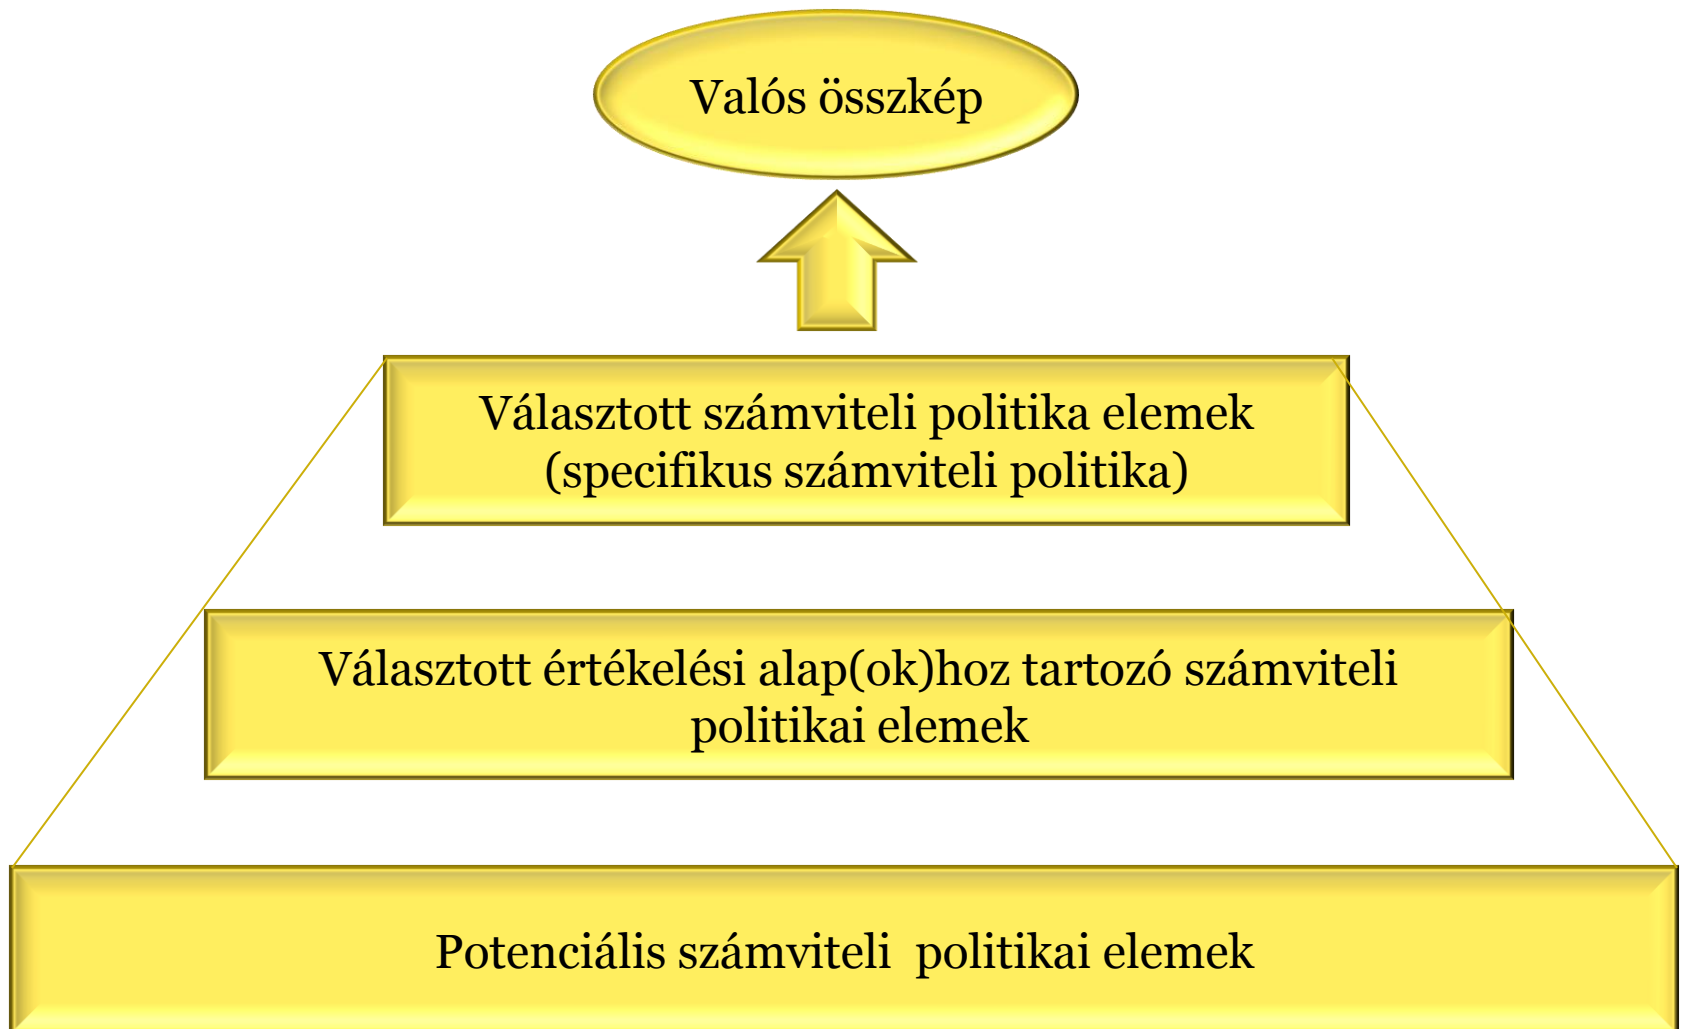 Valós összkép
Választott számviteli politika elemek
(specifikus számviteli politika)
Választott értékelési alap(ok)hoz tartozó számviteli
politikai elemek
Potenciális számviteli  politikai elemek